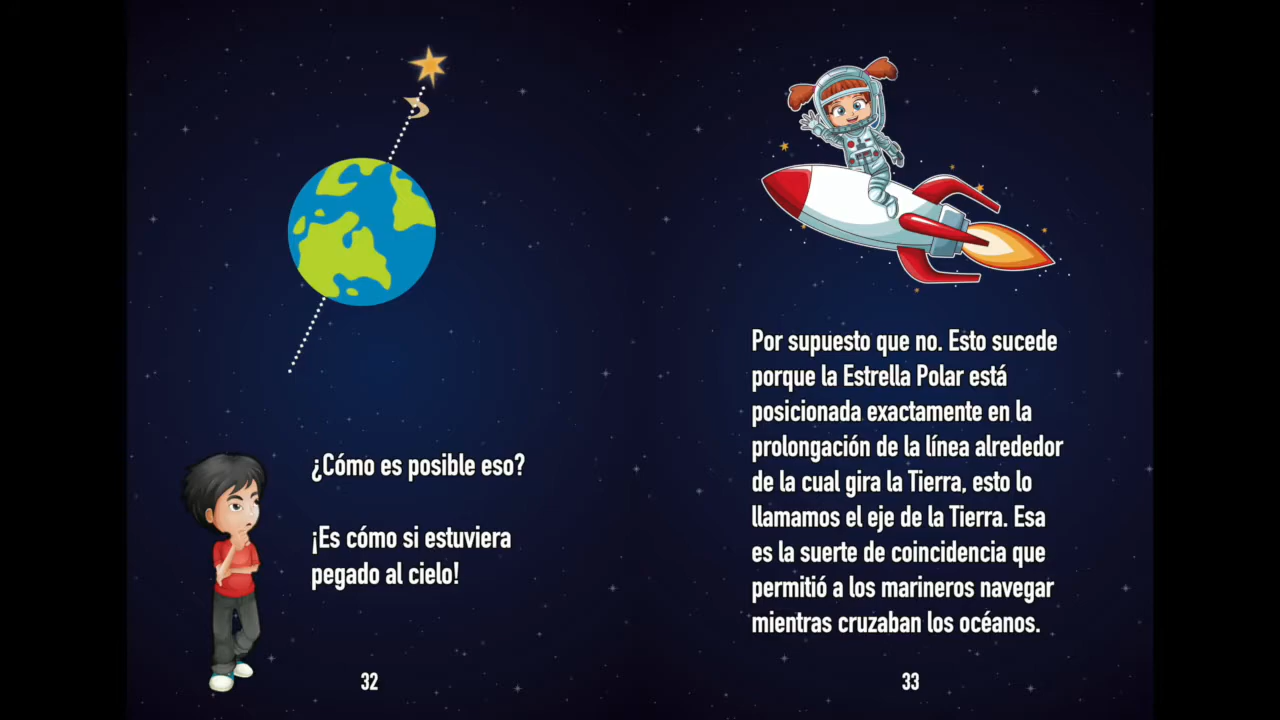 ¿Cómo es posible eso?
¡Es cómo si estuviera
pegado al cielo!
32
Por supuesto que no. Esto sucede
porque la Estrella Polar está
posicionada exactamente en la
prolongación de la línea alrededor
de la cual gira la Tierra, esto lo
llamamos el eje de la Tierra. Esa
es la suerte de coincidencia que
permitió a los marineros navegar
mientras cruzaban los océanos.
33